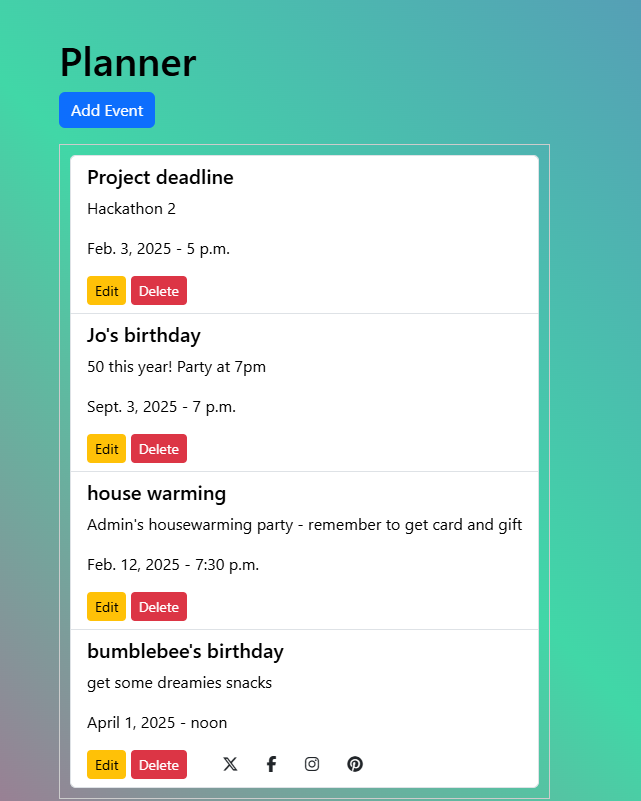 Planner
Add Event
Project deadline
Hackathon 2
Feb. 3, 2025 - 5 p.m.
Edit Delete
Jo's birthday
50 this year! Party at 7pm
Sept. 3, 2025 - 7 p.m.
Edit Delete
house warming
Admin's housewarming party - remember to get card and gift
Feb. 12, 2025 - 7:30 p.m.
Edit Delete
bumblebee's birthday
get some dreamies snacks
April 1, 2025 - noon
Edit Delete